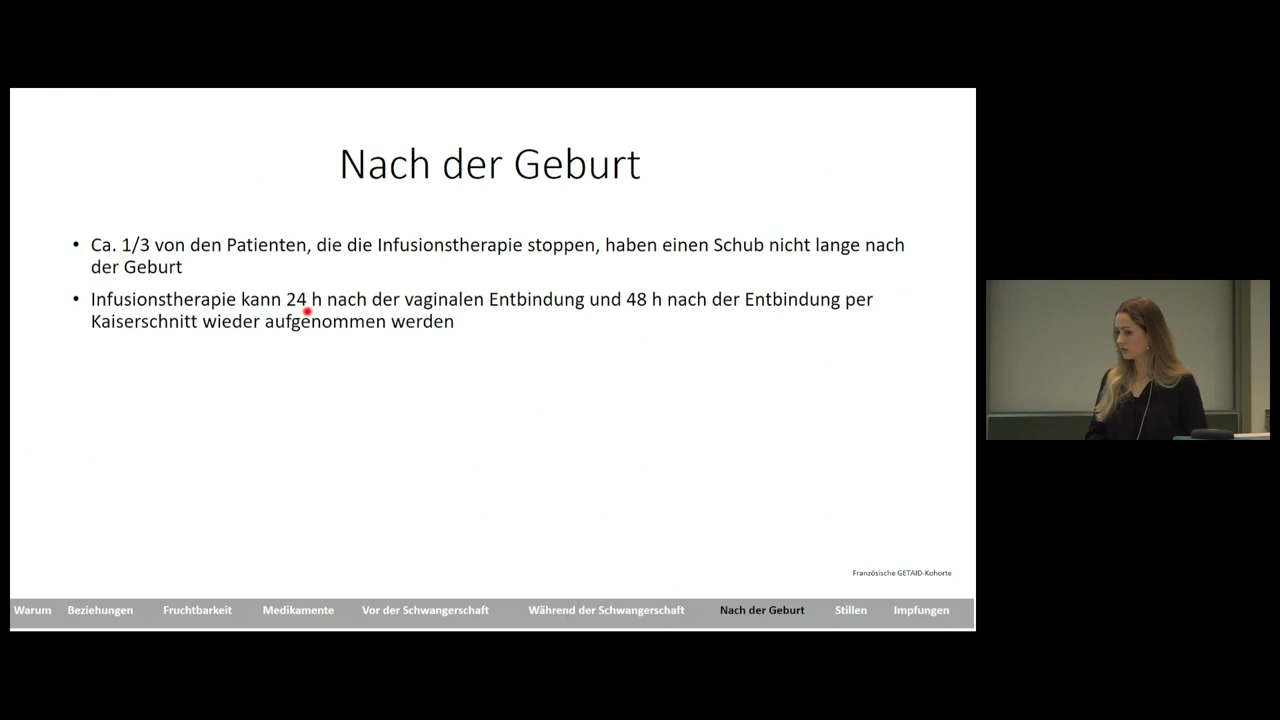 Nach der Geburt
• Ca. 1/3 von den Patienten, die die Infusionstherapie stoppen, haben einen Schub nicht lange nach
der Geburt
• Infusionstherapie kann 24 h nach der vaginalen Entbindung und 48 h nach der Entbindung per
Kaiserschnitt wieder aufgenommen werden
Französische GETAID-Kohorte
Warum Beziehungen Fruchtbarkeit Medikamente Vor der Schwangerschaft Während der Schwangerschaft Nach der Geburt Stillen Impfungen